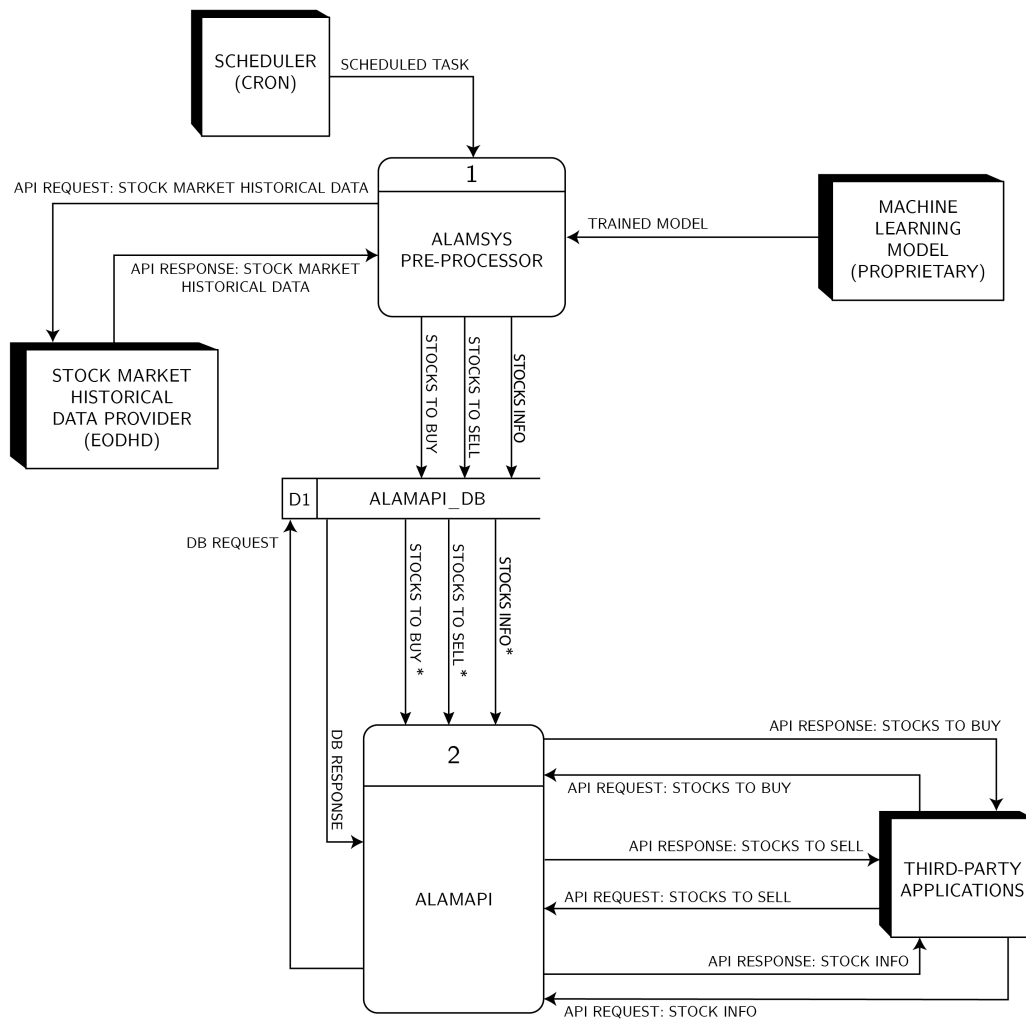 SCHEDULER
(CRON)
SCHEDULED TASK
1
ALAMSYS
PRE-PROCESSOR
API REQUEST: STOCK MARKET HISTORICAL DATA
API RESPONSE: STOCK MARKET
HISTORICAL DATA
TRAINED MODEL
MACHINE
LEARNING
MODEL
(PROPRIETARY)
STOCK MARKET
HISTORICAL
DATA PROVIDER
(EODHD)
STOCKS TO BUY
STOCKS TO SELL
STOCKS INFO
D1
ALAMAPI_DB
DB REQUEST
STOCKS TO BUY *
STOCKS TO SELL *
STOCKS INFO*
DB RESPONSE
2
ALAMAPI
API RESPONSE: STOCKS TO BUY
API REQUEST: STOCKS TO BUY
API RESPONSE: STOCKS TO SELL
API REQUEST: STOCKS TO SELL
API RESPONSE: STOCK INFO
API REQUEST: STOCK INFO
THIRD-PARTY
APPLICATIONS